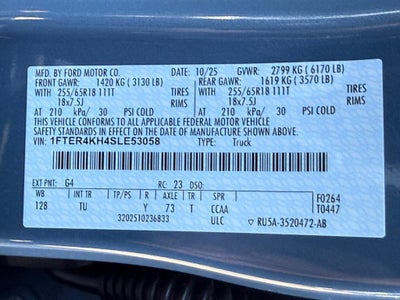 MFD. BY FORD MOTOR CO. 10/25 GVWR: 2799 KG (6170 LB)
FRONT GAWR: 1420 KG (3130 LB) REAR GAWR: 1619 KG (3570 LB)
WITH 255/65R18 111T TIRES WITH 255/65R18 111T TIRES
18x7.5J RIMS 18x7.5J RIMS
AT 210 kPa/ 30 PSI COLD AT 210 kPa/ 30 PSI COLD
THIS VEHICLE CONFORMS TO ALL APPLICABLE FEDERAL MOTOR VEHICLE
SAFETY STANDARDS IN EFFECT ON THE DATE OF MANUFACTURE SHOWN ABOVE.
VIN: 1FTER4KH4SLE53058 TYPE: Truck
EXT PNT: G4 RC: 23 DSO:
WB INT TR TP/PS R AXLE TR SPR F0264
128 TU Y 73 T CCAA T0447
3202510236833 ULC RU5A-3520472-AB